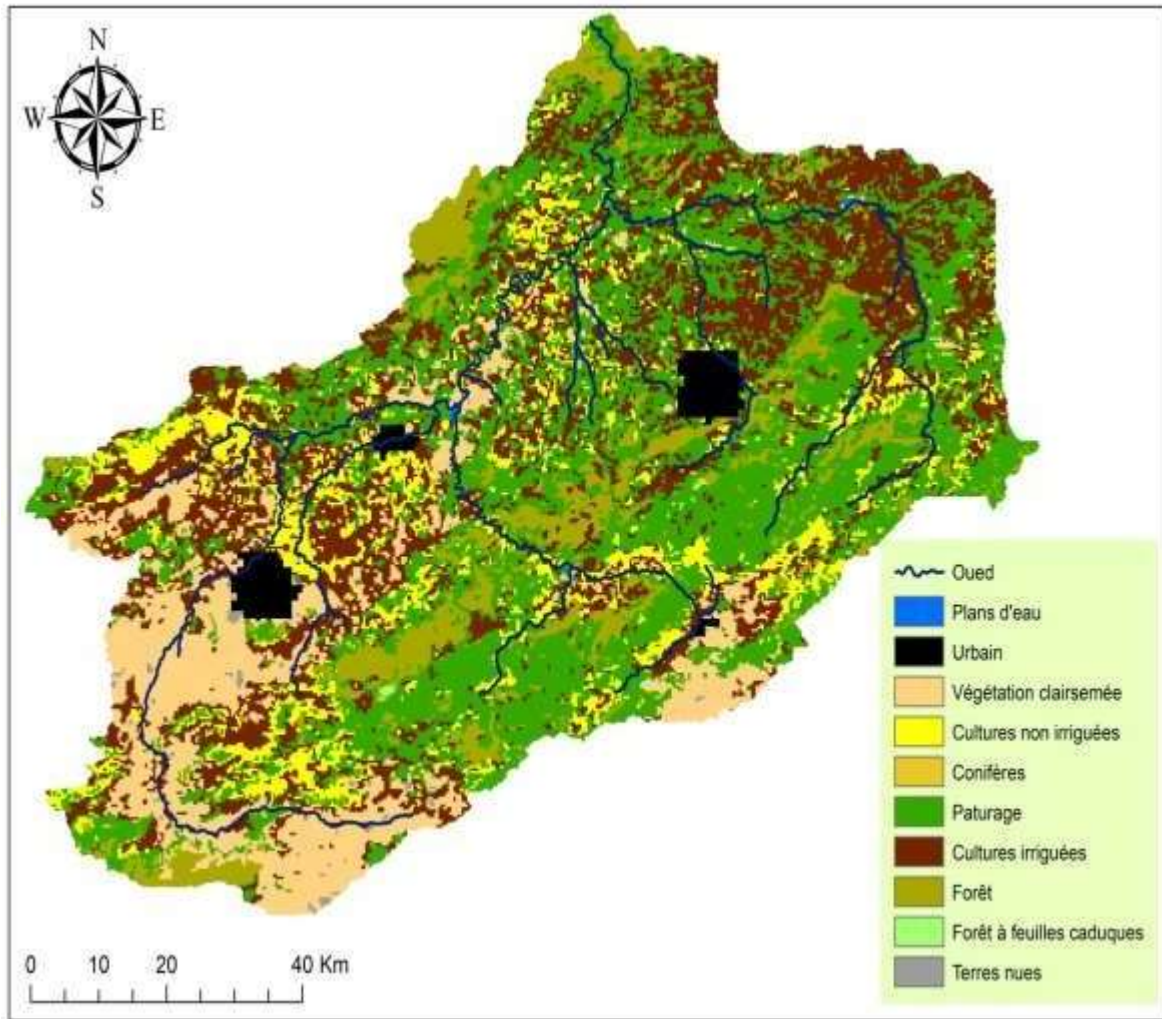 N
W E
S
Oued
Plans d'eau
Urbain
Végétation clairsemée
Cultures non irriguées
Conifères
Paturage
Cultures irriguées
Forêt
Forêt à feuilles caduques
Terres nues
0 10 20 40 Km